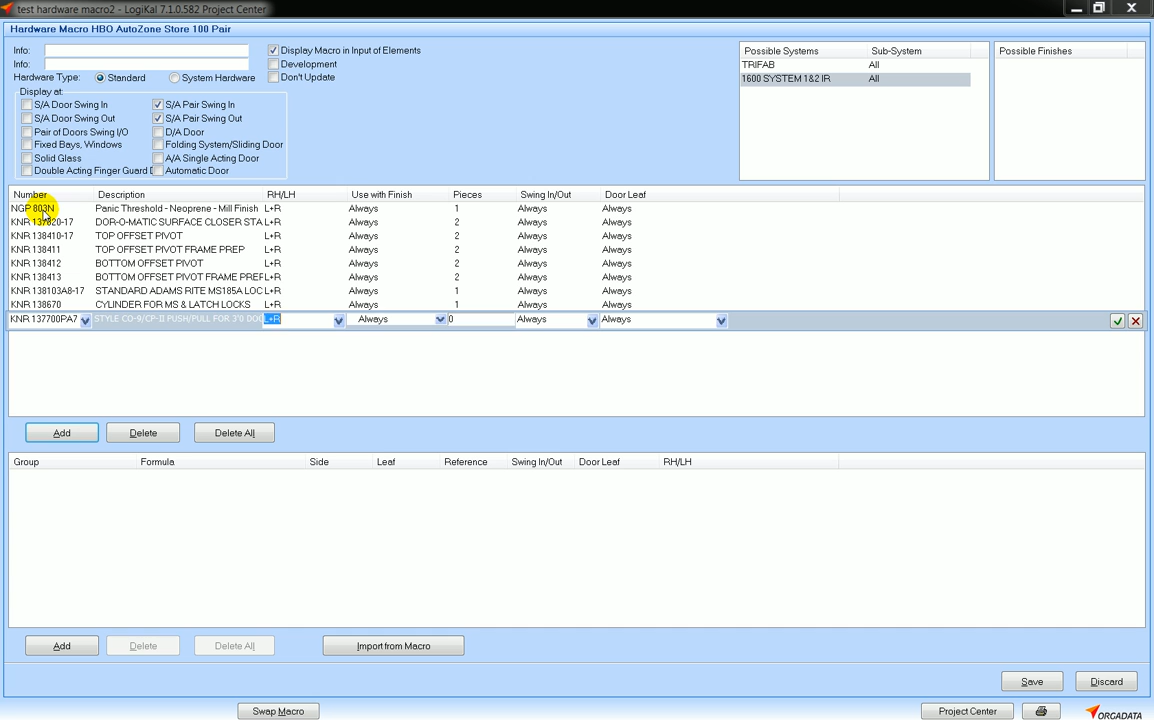 test hardware macro2 - LogiKal 7.1.0.582 Project Center
Hardware Macro HBO AutoZone Store 100 Pair
Info:
Display Macro in Input of Elements
Info:
Development
Hardware Type: Standard System Hardware
Don't Update
Display at:
S/A Door Swing In S/A Pair Swing In
S/A Door Swing Out S/A Pair Swing Out
Pair of Doors Swing I/O D/A Door
Fixed Bays, Windows Folding System/Sliding Door
Solid Glass A/A Single Acting Door
Double Acting Finger Guard Automatic Door
Possible Systems Sub-System
TRIFAB All
1600 SYSTEM 1&2 IR All
Possible Finishes
Number Description RH/LH Use with Finish Pieces Swing In/Out Door Leaf
NGP 803N Panic Threshold - Neoprene - Mill Finish L+R Always 1 Always Always
KNR 137820-17 DOR-O-MATIC SURFACE CLOSER STA L+R Always 2 Always Always
KNR 138410-17 TOP OFFSET PIVOT L+R Always 2 Always Always
KNR 138411 TOP OFFSET PIVOT FRAME PREP L+R Always 2 Always Always
KNR 138412 BOTTOM OFFSET PIVOT L+R Always 2 Always Always
KNR 138413 BOTTOM OFFSET PIVOT FRAME PREF L+R Always 2 Always Always
KNR 138103A8-17 STANDARD ADAMS RITE MS185A LOC L+R Always 1 Always Always
KNR 138670 CYLINDER FOR MS & LATCH LOCKS L+R Always 1 Always Always
KNR 137700PA7 STYLE CO-9/CP-II PUSH/PULL FOR 3'0 DOO L+R Always 0 Always Always
Add Delete Delete All
Group Formula Side Leaf Reference Swing In/Out Door Leaf RH/LH
Add Delete Delete All Import from Macro
Save Discard
Swap Macro Project Center ORGADATA